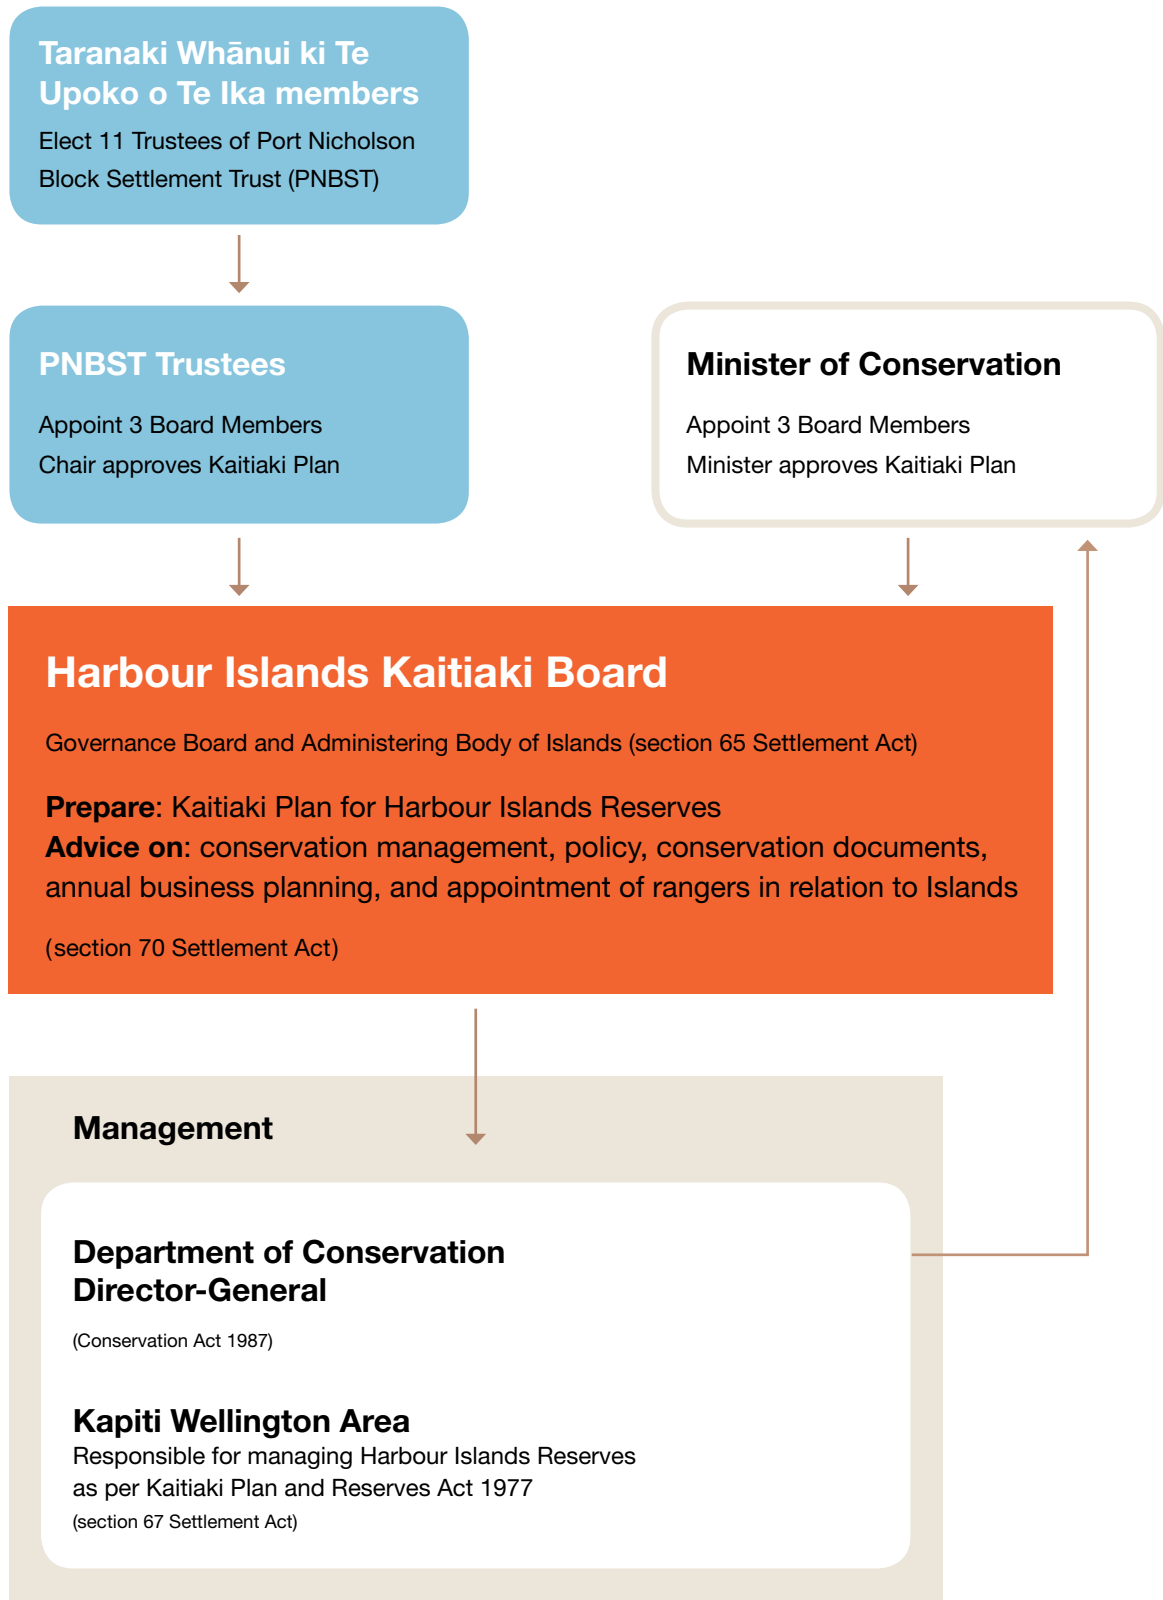 Taranaki Whānui ki Te
Upoko o Te Ika members
Elect 11 Trustees of Port Nicholson
Block Settlement Trust (PNBST)
PNBST Trustees
Appoint 3 Board Members
Chair approves Kaitiaki Plan
Minister of Conservation
Appoint 3 Board Members
Minister approves Kaitiaki Plan
Harbour Islands Kaitiaki Board
Governance Board and Administering Body of Islands (section 65 Settlement Act)
Prepare: Kaitiaki Plan for Harbour Islands Reserves
Advice on: conservation management, policy, conservation documents,
annual business planning, and appointment of rangers in relation to Islands
(section 70 Settlement Act)
Management
Department of Conservation
Director-General
(Conservation Act 1987)
Kapiti Wellington Area
Responsible for managing Harbour Islands Reserves
as per Kaitiaki Plan and Reserves Act 1977
(section 67 Settlement Act)